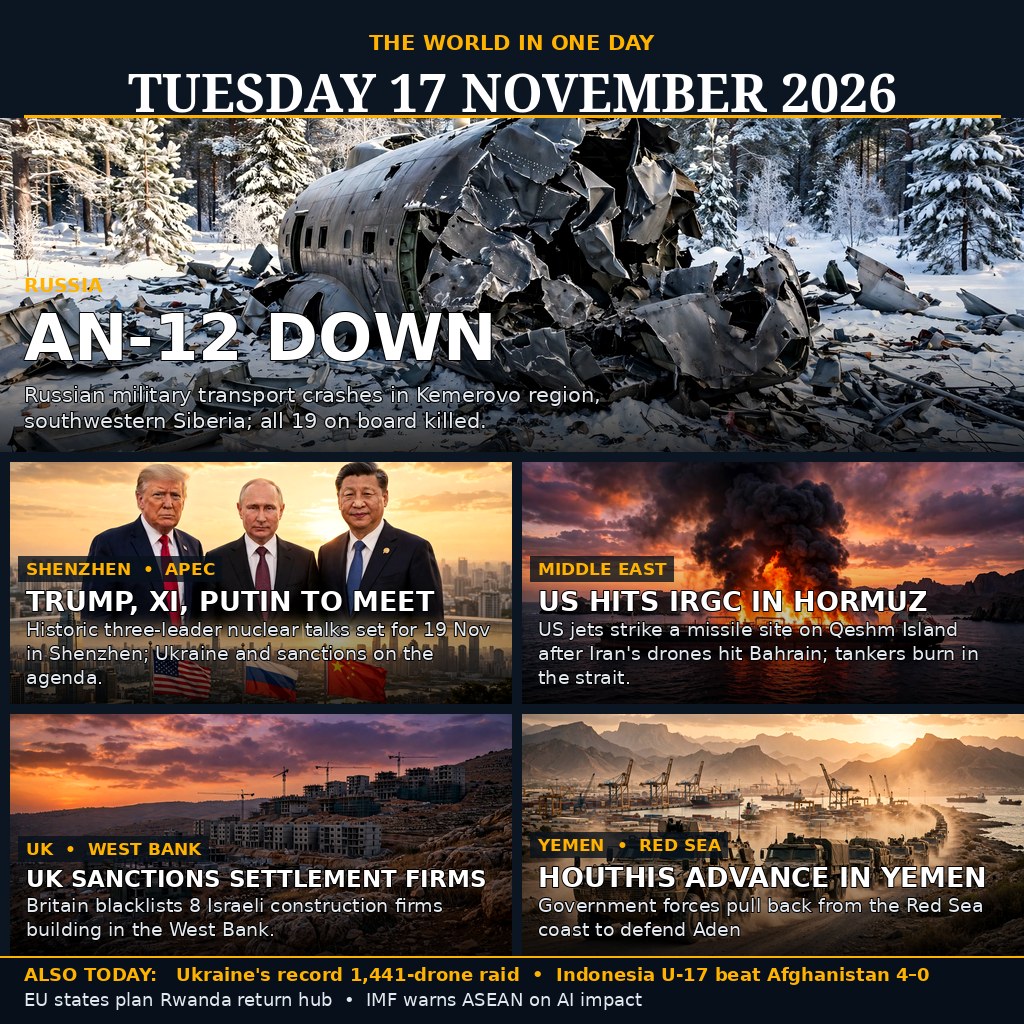 THE WORLD IN ONE DAY
TUESDAY 17 NOVEMBER 2026
RUSSIA
AN-12 DOWN
Russian military transport crashes in Kemerovo region,
southwestern Siberia; all 19 on board killed.
SHENZHEN • APEC
TRUMP, XI, PUTIN TO MEET
Historic three-leader nuclear talks set for 19 Nov
in Shenzhen; Ukraine and sanctions on the
agenda.
MIDDLE EAST
US HITS IRGC IN HORMUZ
US jets strike a missile site on Qeshm Island
after Iran's drones hit Bahrain; tankers burn in
the strait.
UK • WEST BANK
UK SANCTIONS SETTLEMENT FIRMS
Britain blacklists 8 Israeli construction firms
building in the West Bank.
YEMEN • RED SEA
HOUTHIS ADVANCE IN YEMEN
Government forces pull back from the Red Sea
coast to defend Aden
ALSO TODAY: Ukraine's record 1,441-drone raid • Indonesia U-17 beat Afghanistan 4–0
EU states plan Rwanda return hub • IMF warns ASEAN on AI impact